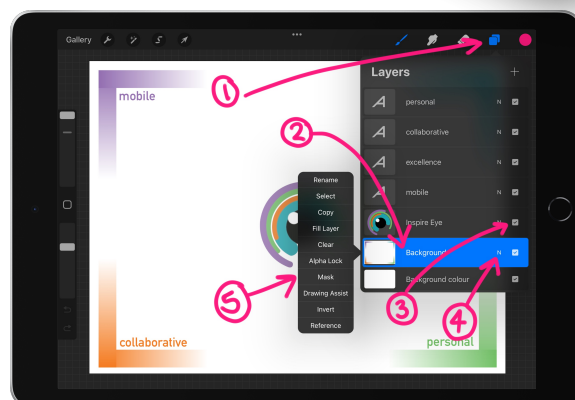 Gallery
S
•••
①
mobile
Layers
+
A personal N
②
A collaborative N
A excellence N
A mobile N
Inspire Eye N
Background N
Background colour
Rename
Select
Copy
Fill Layer
Clear
Alpha Lock
Mask
Drawing Assist
Invert
Reference
③
④
⑤
collaborative
personal